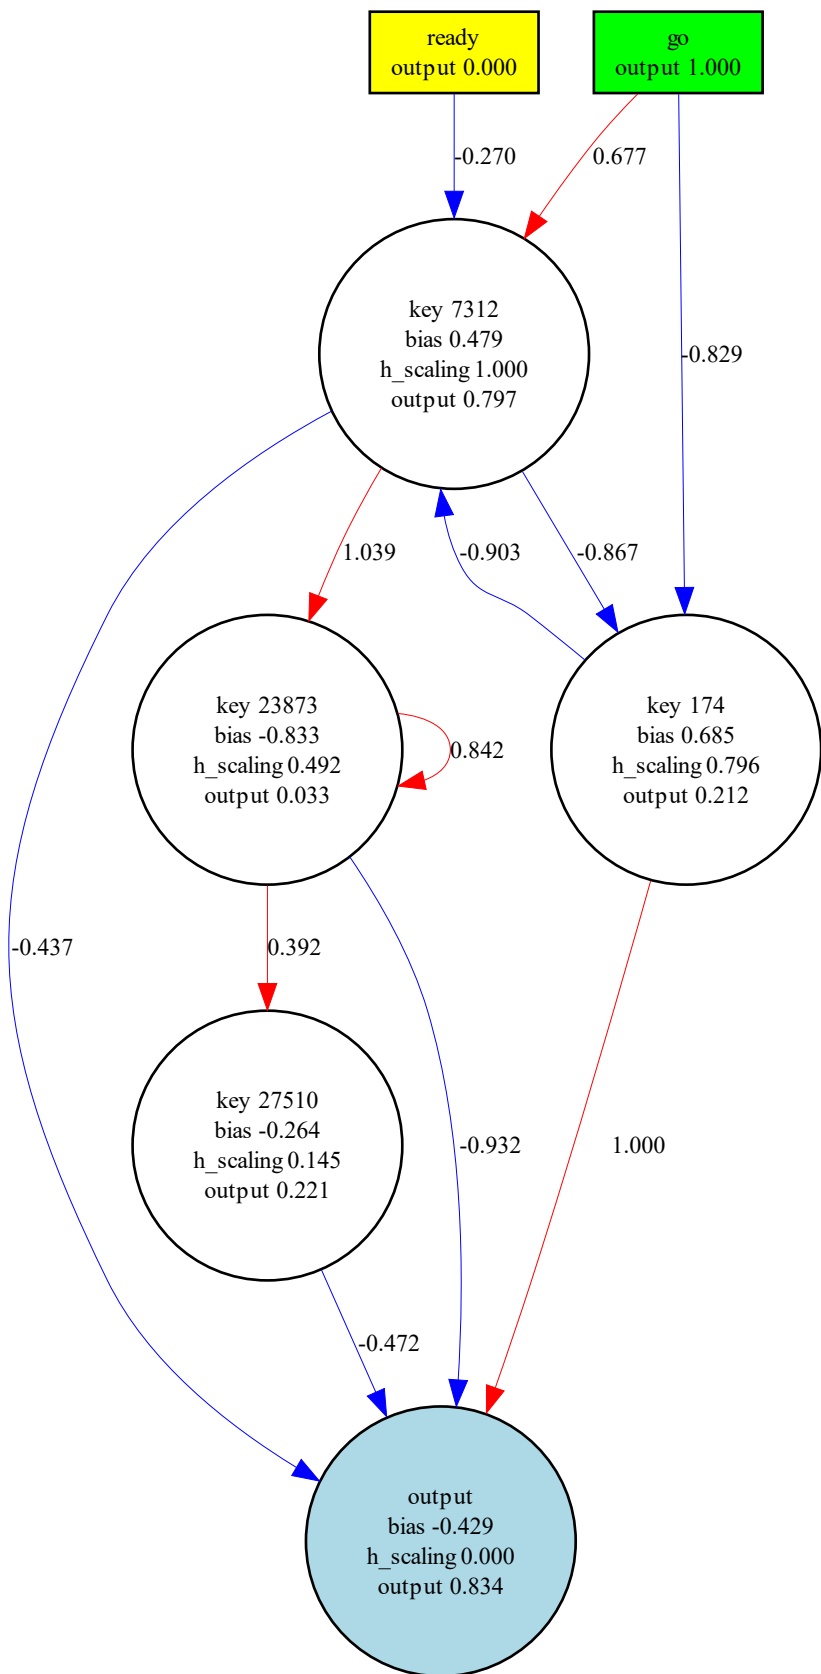 ready
output 0.000
go
output 1.000
-0.270
0.677
key 7312
bias 0.479
h_scaling 1.000
output 0.797
-0.829
1.039
-0.903
-0.867
key 23873
bias -0.833
h_scaling 0.492
output 0.033
0.842
key 174
bias 0.685
h_scaling 0.796
output 0.212
-0.437
0.392
key 27510
bias -0.264
h_scaling 0.145
output 0.221
-0.932
1.000
-0.472
output
bias -0.429
h_scaling 0.000
output 0.834